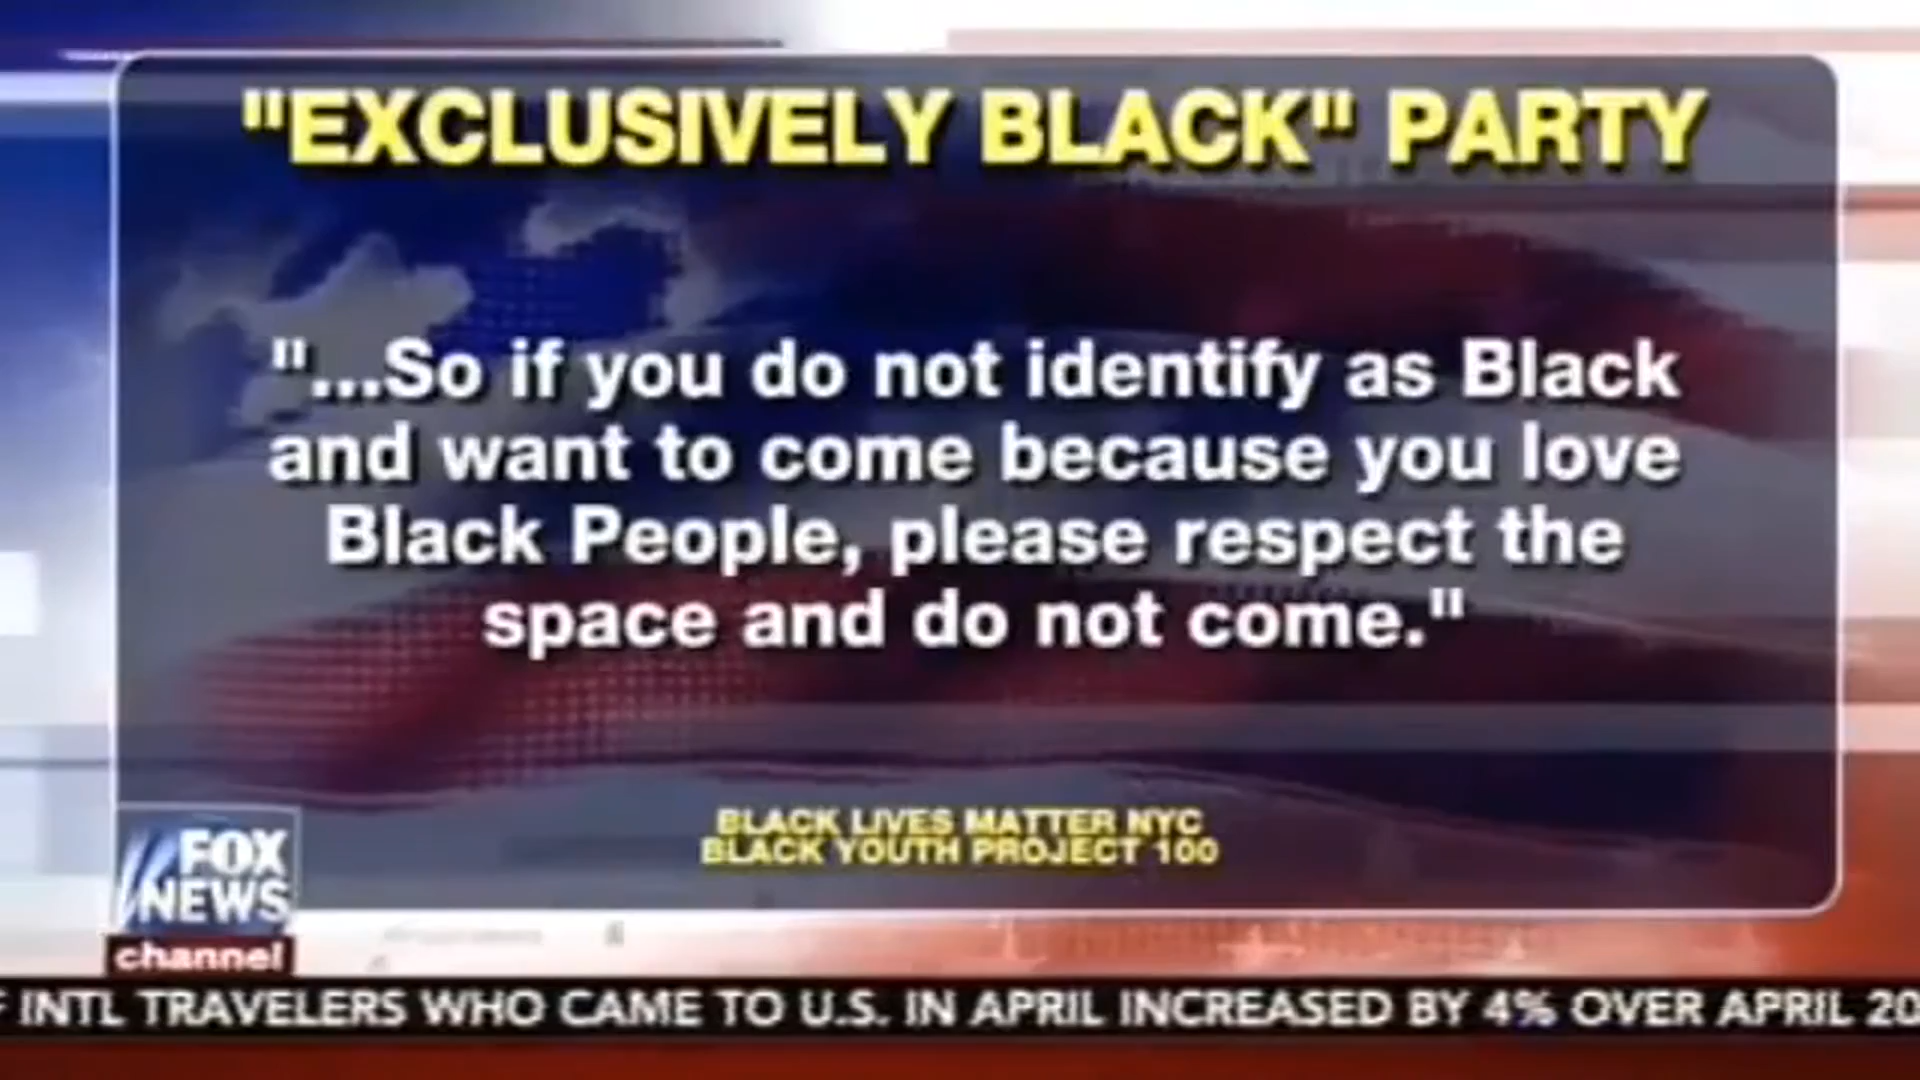 "EXCLUSIVELY BLACK" PARTY
"...So if you do not identify as Black
and want to come because you love
Black People, please respect the
space and do not come."
BLACK LIVES MATTER NYC
BLACK YOUTH PROJECT 100
FOX
NEWS
channel
INTL TRAVELERS WHO CAME TO U.S. IN APRIL INCREASED BY 4% OVER APRIL 20